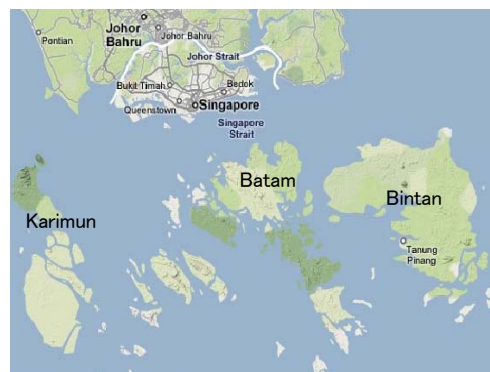 Pontian
Johor
Bahru
Johor Bahru
Johor Strait
Bukit Timah
Bedok
Queenstown
Singapore
Singapore
Strait
Batam
Bintan
Karimun
Tanung
Pinang